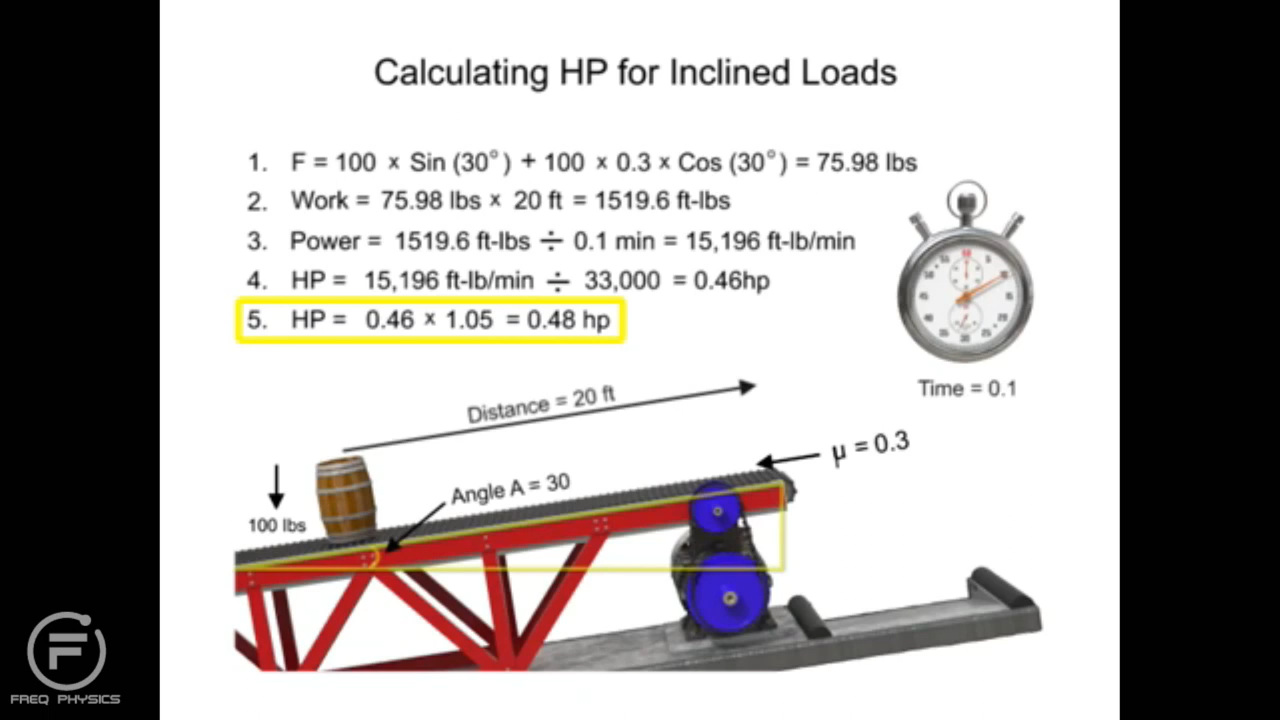 Calculating HP for Inclined Loads
1. F = 100 × Sin (30°) + 100 × 0.3 × Cos (30°) = 75.98 lbs
2. Work = 75.98 lbs × 20 ft = 1519.6 ft-lbs
3. Power = 1519.6 ft-lbs ÷ 0.1 min = 15,196 ft-lb/min
4. HP = 15,196 ft-lb/min ÷ 33,000 = 0.46hp
5. HP = 0.46 × 1.05 = 0.48 hp
Time = 0.1
Distance = 20 ft
μ = 0.3
Angle A = 30
100 lbs
F
FREQ PHYSICS